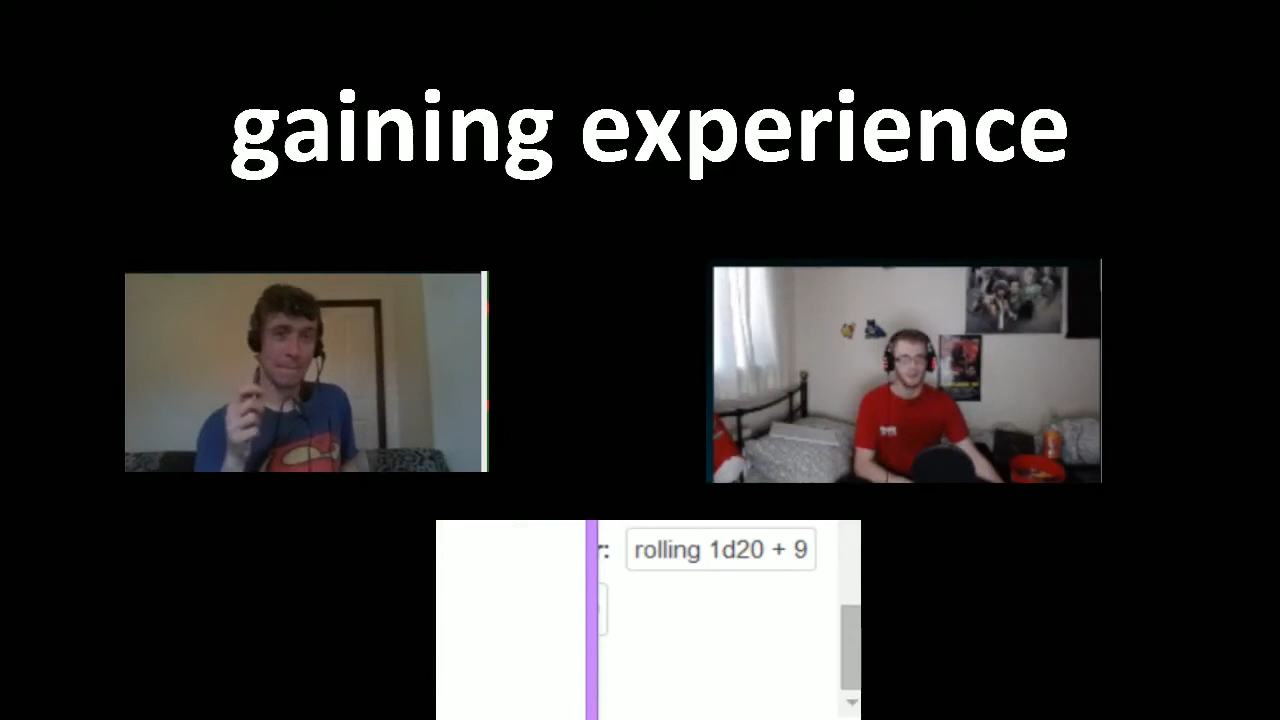 gaining experience
r: rolling 1d20 + 9